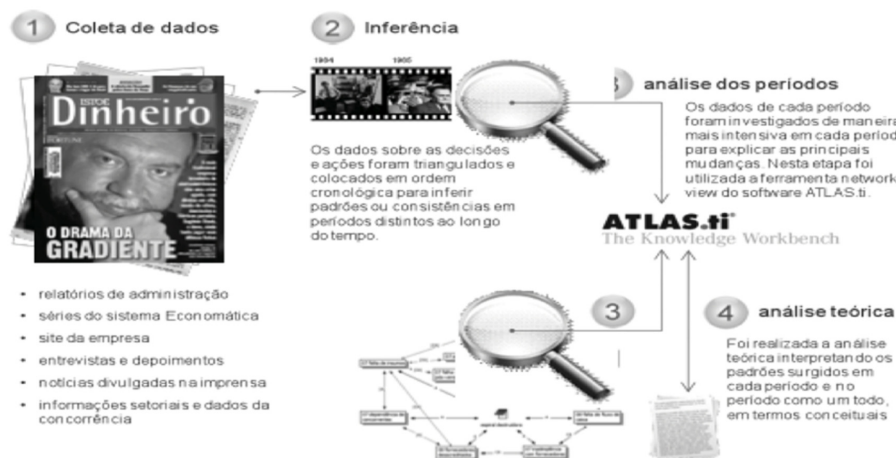 1 Coleta de dados
ISTOÉ
Dinheiro
O DRAMA DA
GRADIENTE
• relatórios de administração
• séries do sistema Economática
• site da empresa
• entrevistas e depoimentos
• notícias divulgadas na imprensa
• informações setoriais e dados da
concorrência
2 Inferência
1964 1965
Os dados sobre as decisões
e ações foram triangulados e
colocados em ordem
cronológica para inferir
padrões ou consistências em
períodos distintos ao longo
do tempo.
3 análise dos períodos
Os dados de cada período
foram investigados de maneira
mais intensiva em cada períod
para explicar as principais
mudanças. Nesta etapa foi
utilizada a ferramenta network
view do software ATLAS.ti.
ATLAS.ti
The Knowledge Workbench
3
4 análise teórica
Foi realizada a análise
teórica interpretando os
padrões surgidos em
cada período e no
período como um todo,
em termos conceituais